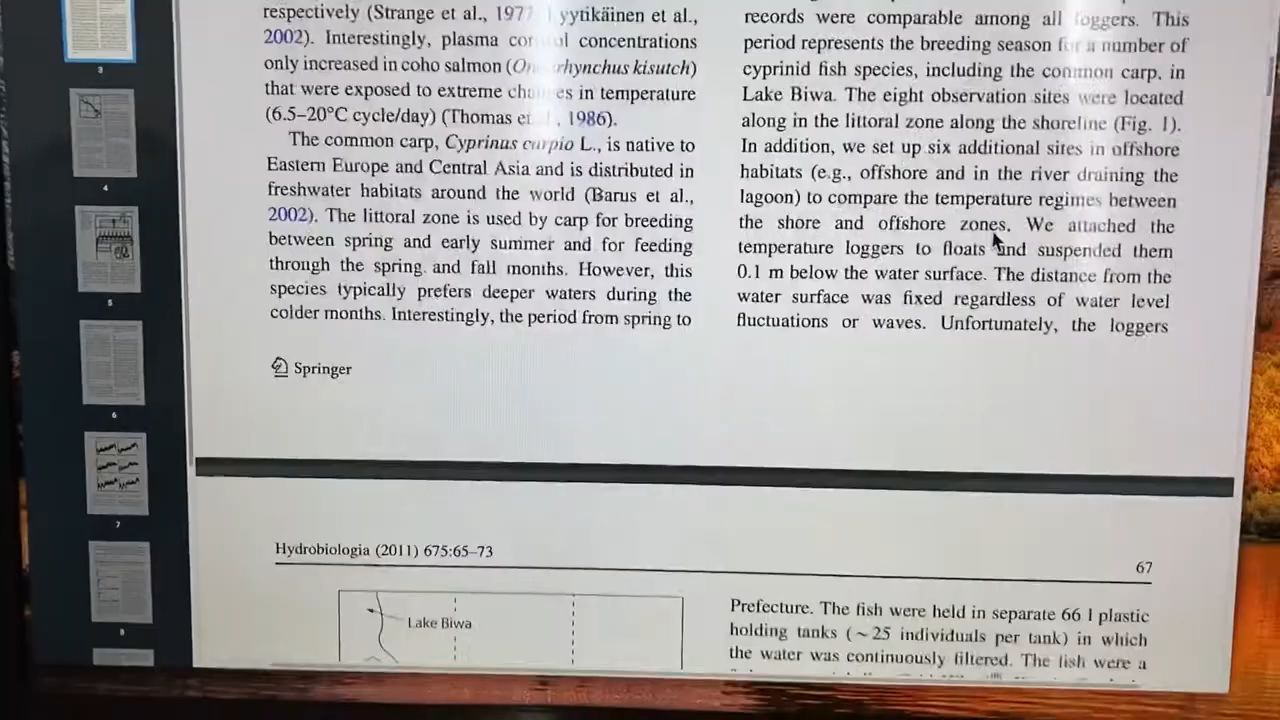 respectively (Strange et al., 197 yytikäinen et al.,
2002). Interestingly, plasma concentrations
only increased in coho salmon (On rhynchus kisutch)
that were exposed to extreme cha es in temperature
(6.5–20°C cycle/day) (Thomas et , 1986).
The common carp, Cyprinus carpio L., is native to
Eastern Europe and Central Asia and is distributed in
freshwater habitats around the world (Barus et al.,
2002). The littoral zone is used by carp for breeding
between spring and early summer and for feeding
through the spring and fall months. However, this
species typically prefers deeper waters during the
colder months. Interestingly, the period from spring to
Springer
records were comparable among all loggers. This
period represents the breeding season for a number of
cyprinid fish species, including the common carp, in
Lake Biwa. The eight observation sites were located
along in the littoral zone along the shoreline (Fig. 1).
In addition, we set up six additional sites in offshore
habitats (e.g., offshore and in the river draining the
lagoon) to compare the temperature regimes between
the shore and offshore zones. We attached the
temperature loggers to floats and suspended them
0.1 m below the water surface. The distance from the
water surface was fixed regardless of water level
fluctuations or waves. Unfortunately, the loggers
Hydrobiologia (2011) 675:65–73
67
Lake Biwa
Prefecture. The fish were held in separate 66 l plastic
holding tanks (~25 individuals per tank) in which
the water was continuously filtered. The fish were a
3
4
5
6
7
8